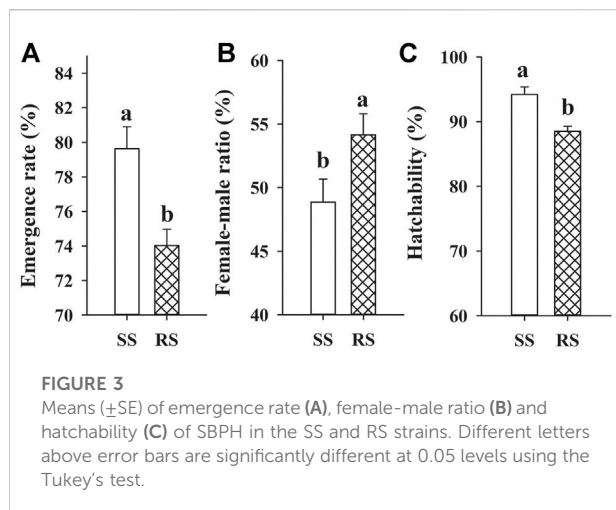 A
Emergence rate (%)
84
82
80
78
76
74
72
70
a
b
SS RS
B
Female-male ratio (%)
60
55
50
45
40
b
a
SS RS
C
Hatchability (%)
100
90
80
70
60
a
b
SS RS
FIGURE 3
Means (±SE) of emergence rate (A), female-male ratio (B) and
hatchability (C) of SBPH in the SS and RS strains. Different letters
above error bars are significantly different at 0.05 levels using the
Tukey's test.